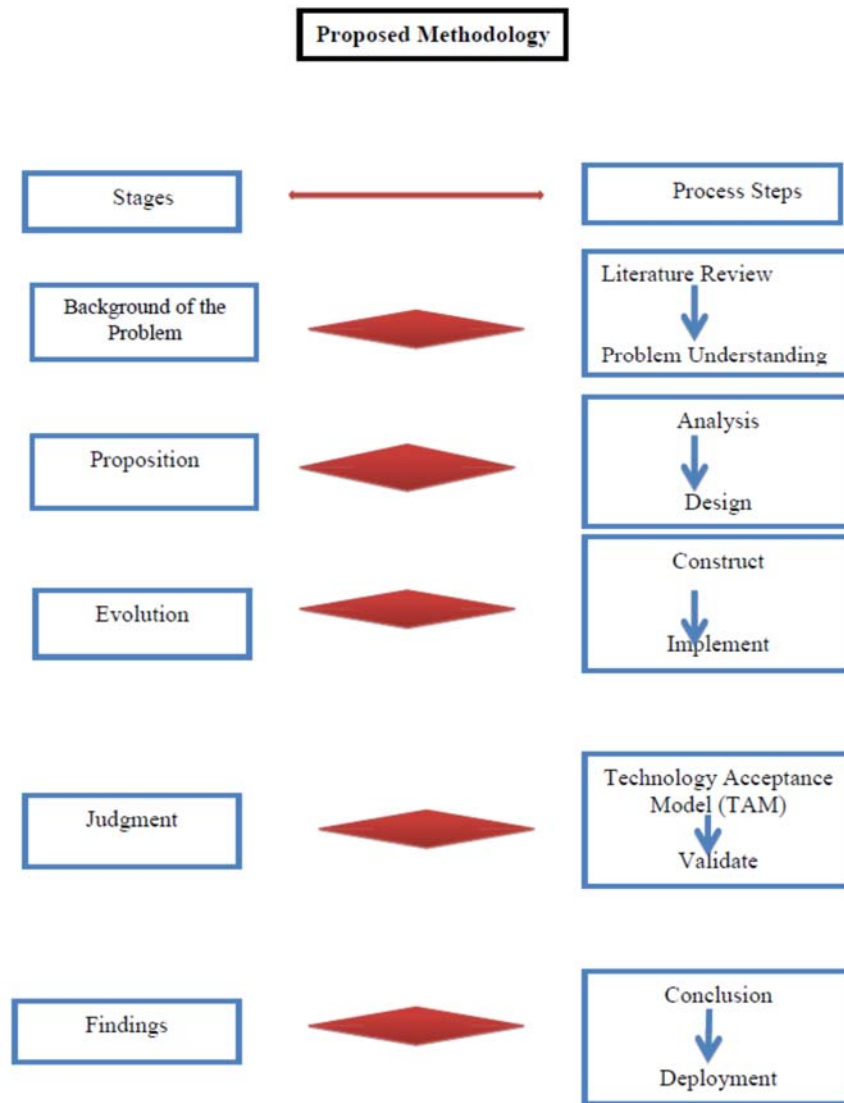 Proposed Methodology
Stages
Process Steps
Background of the
Problem
Literature Review
Problem Understanding
Proposition
Analysis
Design
Evolution
Construct
Implement
Judgment
Technology Acceptance
Model (TAM)
Validate
Findings
Conclusion
Deployment